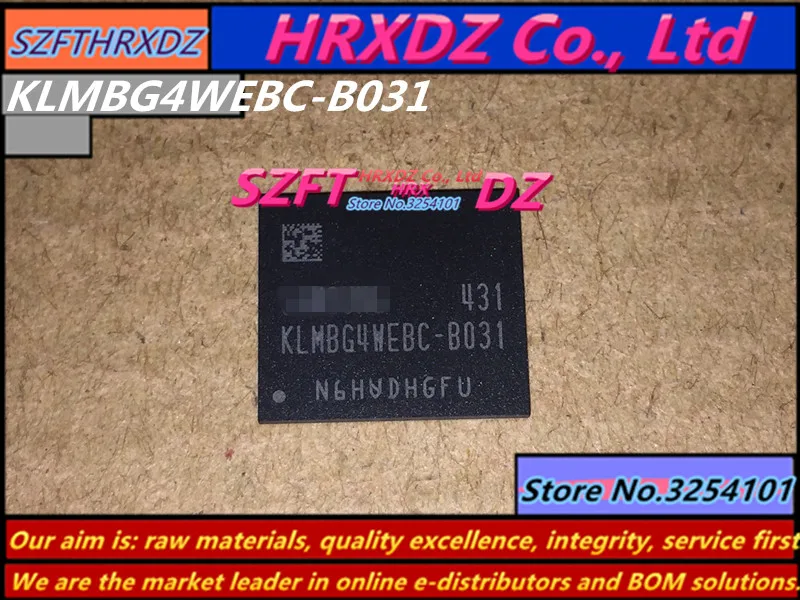 SZFTHRXDZ
HRXDZ Co., Ltd
KLMBG4WEBC-B031
SZFT HRXDZ Co., Ltd DZ
HRX
Store No.3254101
431
KLMBG4WEBC-B031
N6HVDHGFU
Store No.3254101
Our aim is: raw materials, quality excellence, integrity, service first
We are the market leader in online e-distributors and BOM solutions.